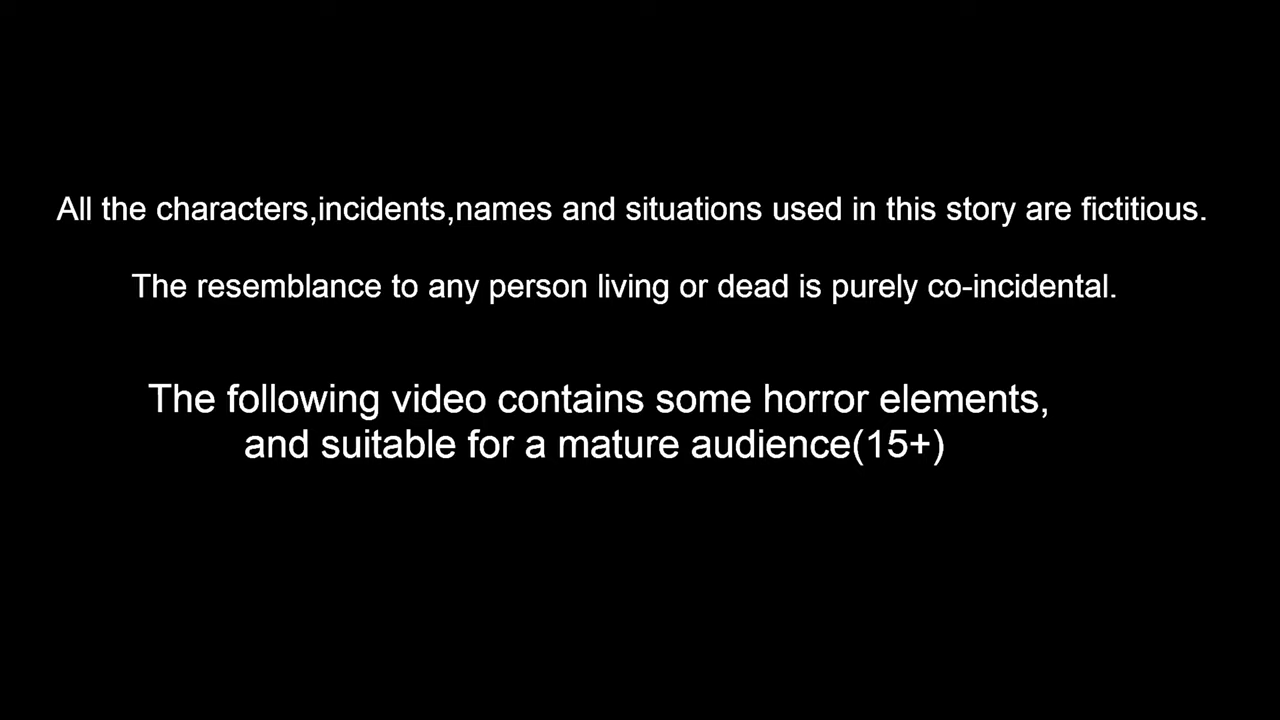 All the characters,incidents,names and situations used in this story are fictitious.
The resemblance to any person living or dead is purely co-incidental.
The following video contains some horror elements,
and suitable for a mature audience(15+)